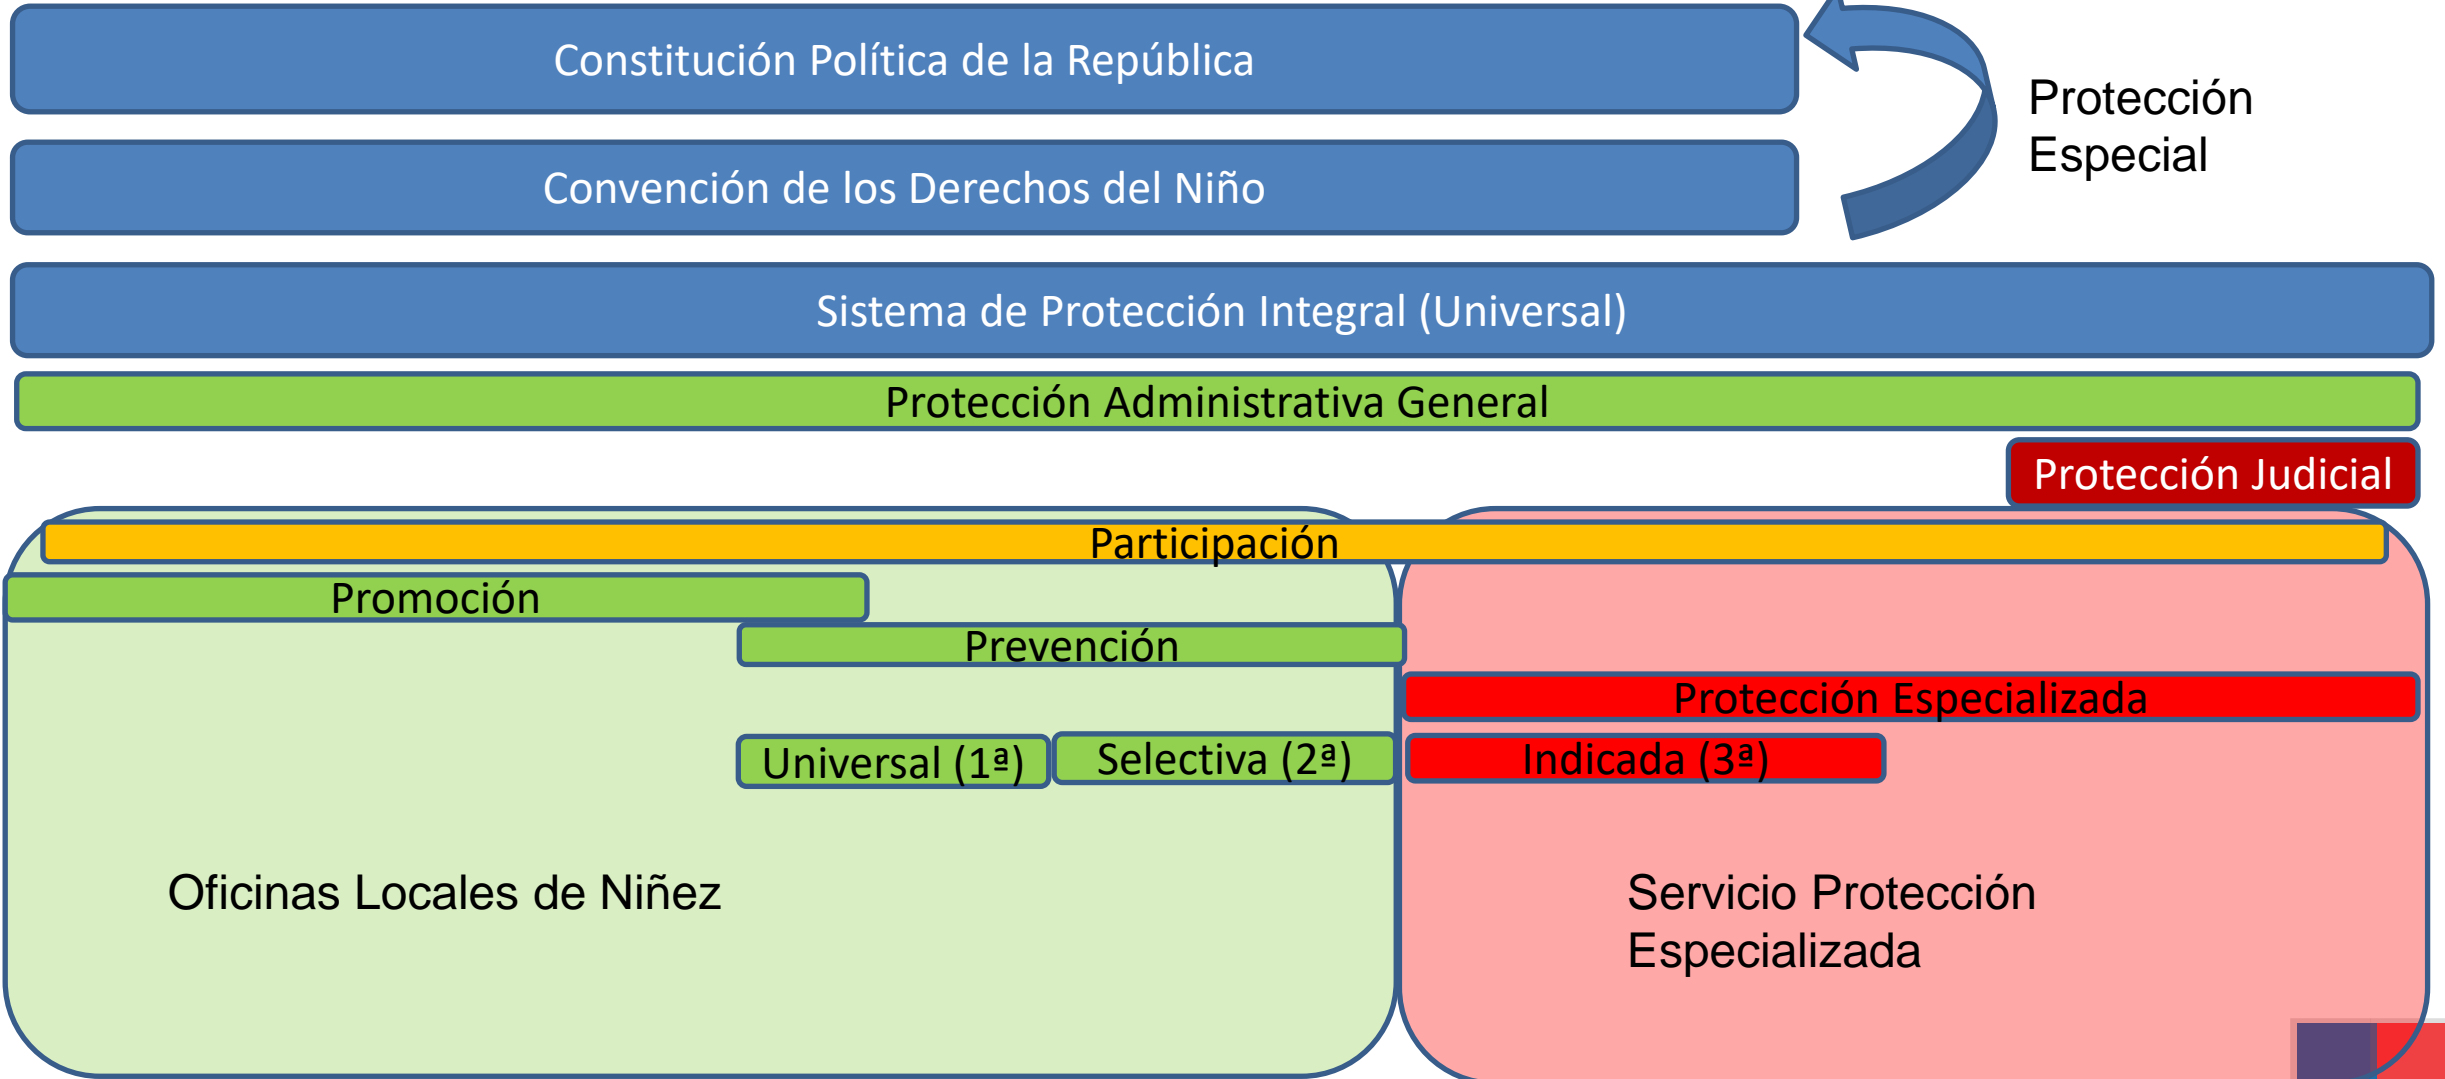 Constitución Política de la República
Protección
Especial
Convención de los Derechos del Niño
Sistema de Protección Integral (Universal)
Protección Administrativa General
Protección Judicial
Participación
Promoción
Prevención
Protección Especializada
Universal (1ª)
Selectiva (2ª)
Indicada (3ª)
Oficinas Locales de Niñez
Servicio Protección
Especializada